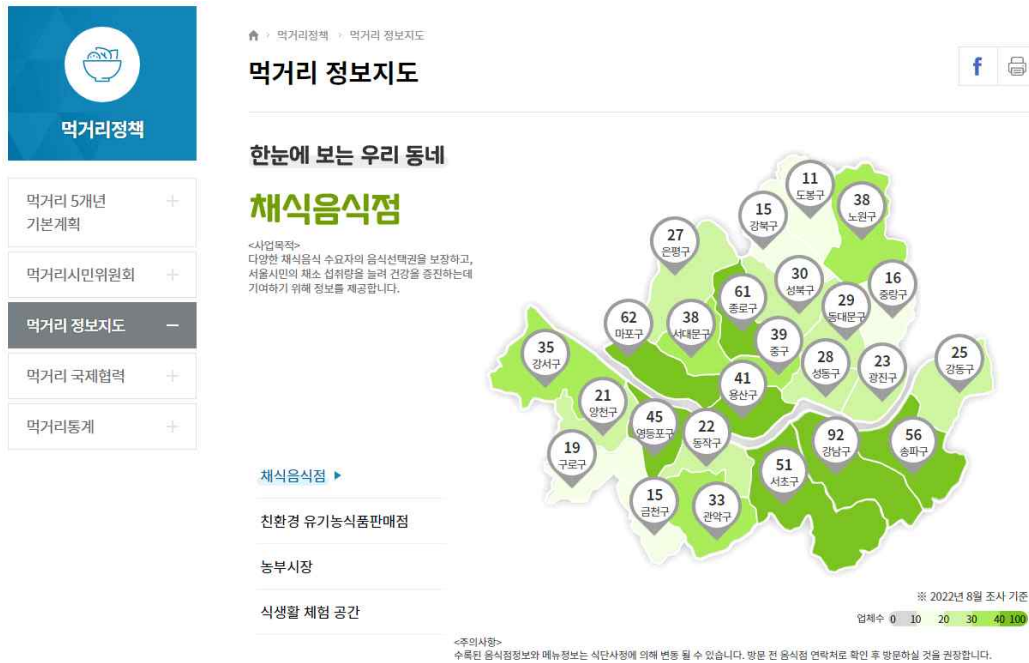 먹거리정책
먹거리 5개년
기본계획
먹거리시민위원회
먹거리 정보지도
먹거리 국제협력
먹거리통계
먹거리정책 > 먹거리 정보지도
먹거리 정보지도
f
한눈에 보는 우리 동네
채식음식점
<사업목적>
다양한 채식음식 수요자의 음식선택권을 보장하고,
서울시민의 채소 섭취량을 늘려 건강을 증진하는데
기여하기 위해 정보를 제공합니다.
채식음식점
친환경 유기농식품판매점
농부시장
식생활 체험 공간
11
도봉구
38
노원구
15
강북구
27
은평구
30
성북구
16
중랑구
61
종로구
29
동대문구
62
마포구
38
서대문구
39
중구
35
강서구
28
성동구
23
광진구
25
강동구
41
용산구
21
양천구
45
영등포구
22
동작구
92
강남구
56
송파구
19
구로구
51
서초구
15
금천구
33
관악구
※ 2022년 8월 조사 기준
업체수 0 10 20 30 40 100
<주의사항>
수록된 음식점정보와 메뉴정보는 식단사정에 의해 변동 될 수 있습니다. 방문 전 음식점 연락처로 확인 후 방문하실 것을 권장합니다.